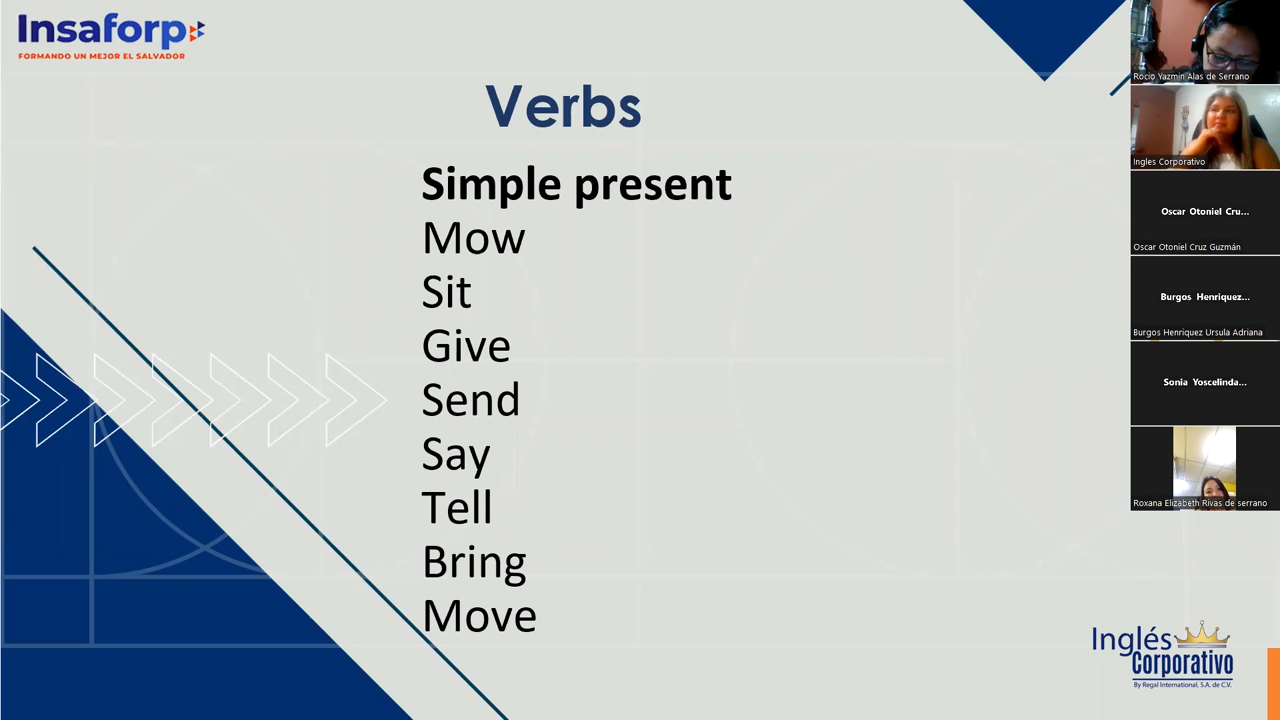 Insaforp
FORMANDO UN MEJOR EL SALVADOR
Verbs
Simple present
Mow
Sit
Give
Send
Say
Tell
Bring
Move
Rocio Yazmin Alas de Serrano
Ingles Corporativo
Oscar Otoniel Cru...
Oscar Otoniel Cruz Guzmán
Burgos Henriquez...
Burgos Henriquez Ursula Adriana
Sonia Yoscelinda...
Roxana Elizabeth Rivas de serrano
Inglés
Corporativo
By Regal International, S.A. de C.V.